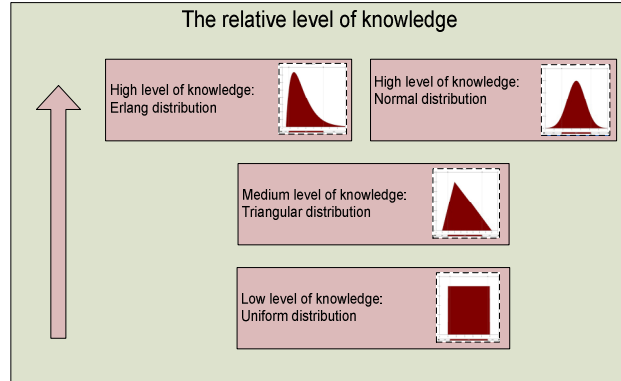 The relative level of knowledge
High level of knowledge:
Erlang distribution
High level of knowledge:
Normal distribution
Medium level of knowledge:
Triangular distribution
Low level of knowledge:
Uniform distribution